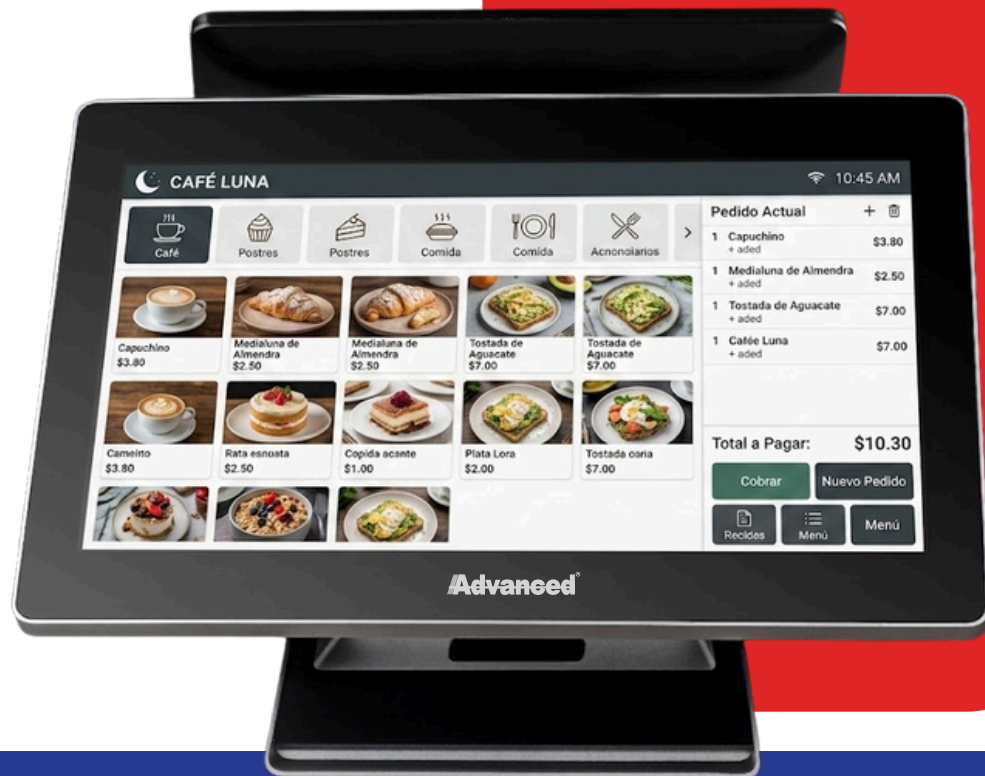 CAFÉ LUNA
10:45 AM
Café
Postres
Postres
Comida
Comida
Acnonciarios
Pedido Actual
1 Capuchino $3.80
+ aded
1 Medialuna de Almendra $2.50
+ aded
1 Tostada de Aguacate $7.00
+ aded
1 Cafée Luna $7.00
+ aded
Capuchino
$3.80
Medialuna de
Almendra
$2.50
Medialuna de
Almendra
$2.50
Tostada de
Aguacate
$7.00
Tostada de
Aguacate
$7.00
Cameirto
$3.80
Rata esnoata
$2.50
Copida acante
$1.00
Plata Lora
$2.00
Tostada coria
$7.00
Total a Pagar: $10.30
Cobrar
Nuevo Pedido
Recidas
Menú
Menú
Advanced